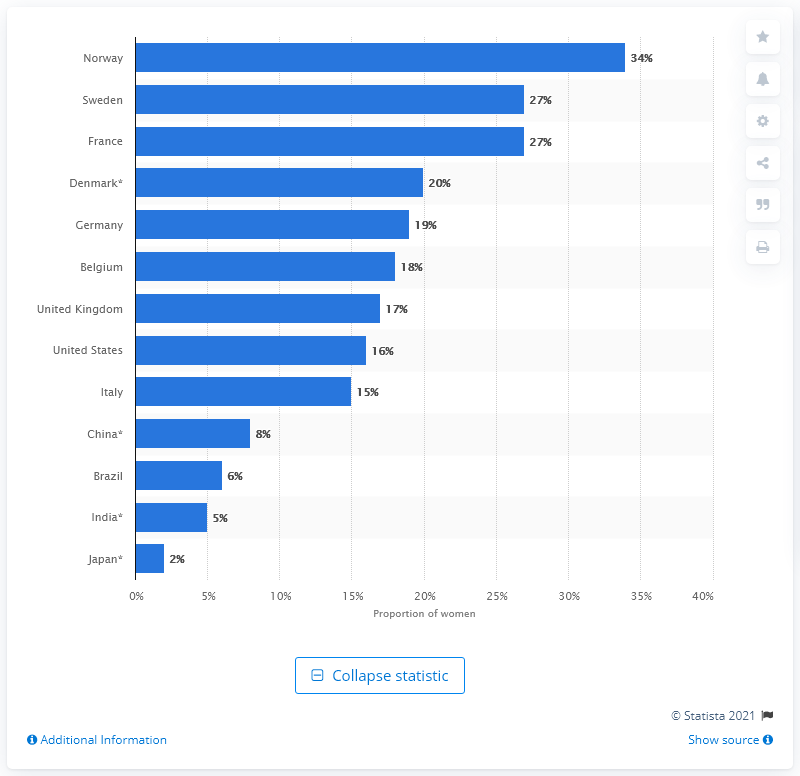 Norway 34%
Sweden 27%
France 27%
Denmark* 20%
Germany 19%
Belgium 18%
United Kingdom 17%
United States 16%
Italy 15%
China* 8%
Brazil 6%
India* 5%
Japan* 2%
0% 5% 10% 15% 20% 25% 30% 35% 40%
Proportion of women
Collapse statistic
© Statista 2021
Additional Information
Show source